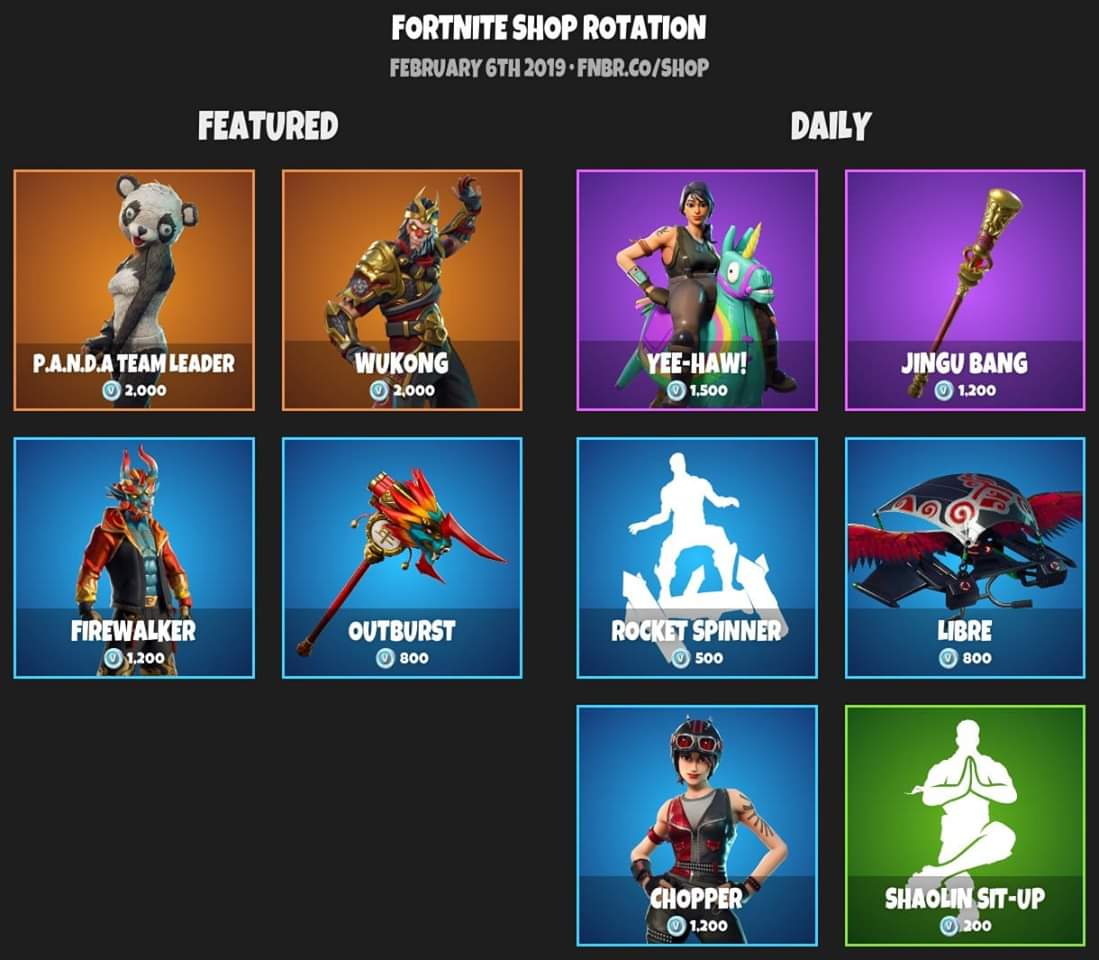 FORTNITE SHOP ROTATION
FEBRUARY 6TH 2019 • FNBR.CO/SHOP
FEATURED
P.A.N.D.A TEAM LEADER
2,000
WUKONG
2,000
FIREWALKER
1,200
OUTBURST
800
DAILY
YEE-HAW!
1,500
JINGU BANG
1,200
ROCKET SPINNER
500
LIBRE
800
CHOPPER
1,200
SHAOLIN SIT-UP
200